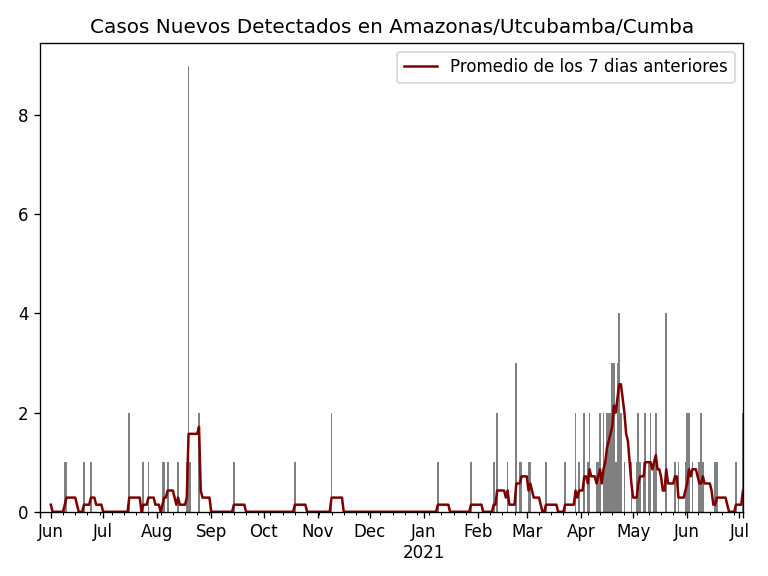 Casos Nuevos Detectados en Amazonas/Utcubamba/Cumba
Promedio de los 7 dias anteriores
8
6
4
2
0
Jun Jul Aug Sep Oct Nov Dec Jan Feb Mar Apr May Jun Jul
2021